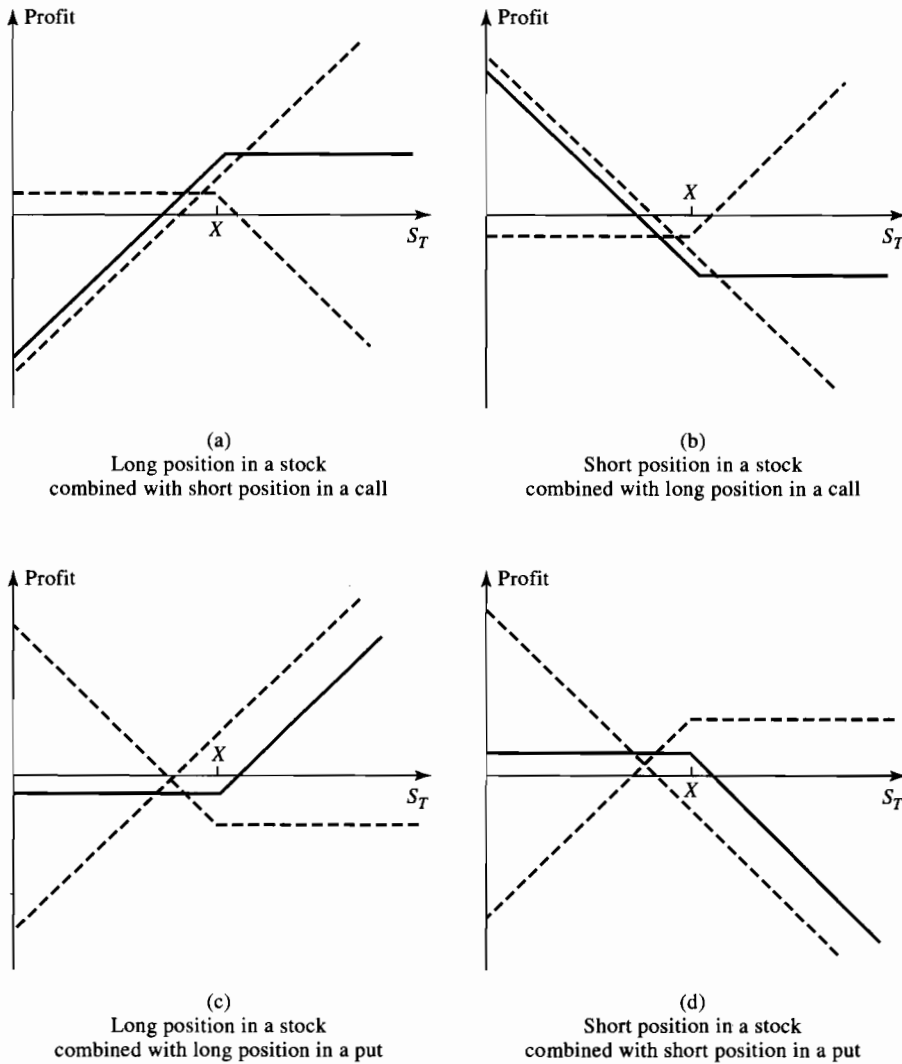 Profit
X
S_T
(a)
Long position in a stock
combined with short position in a call
Profit
X
S_T
(b)
Short position in a stock
combined with long position in a call
Profit
X
S_T
(c)
Long position in a stock
combined with long position in a put
Profit
X
S_T
(d)
Short position in a stock
combined with short position in a put